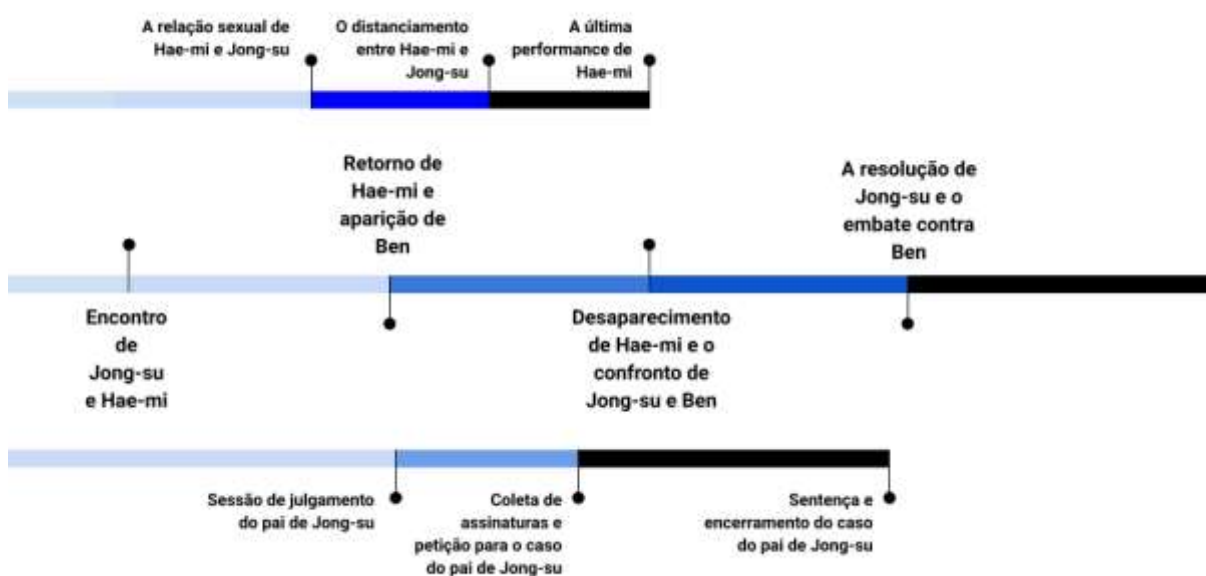 A relação sexual de
Hae-mi e Jong-su
O distanciamento
entre Hae-mi e
Jong-su
A última
performance de
Hae-mi
Retorno de
Hae-mi e
aparição de
Ben
A resolução de
Jong-su e o
embate contra
Ben
Encontro
de
Jong-su
e Hae-mi
Desaparecimento
de Hae-mi e o
confronto de
Jong-su e Ben
Sessão de julgamento
do pai de Jong-su
Coleta de
assinaturas e
petição para o caso
do pai de Jong-su
Sentença e
encerramento do caso
do pai de Jong-su